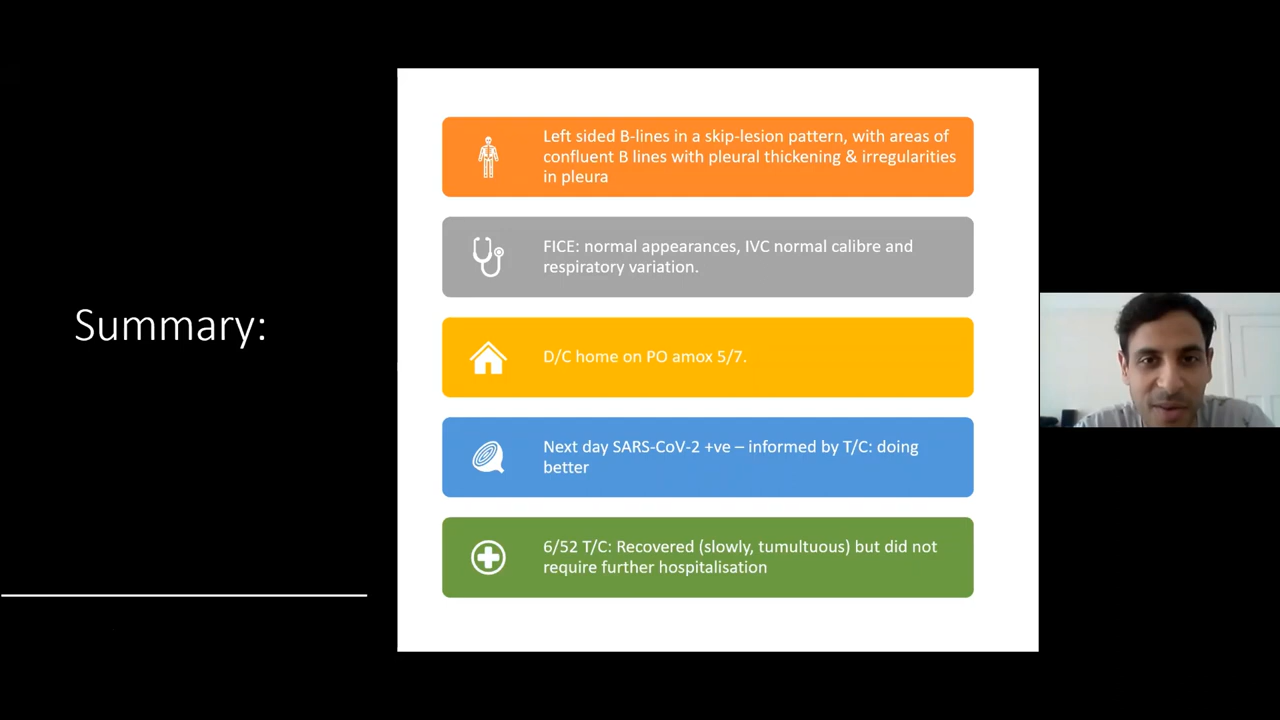 Summary:
Left sided B-lines in a skip-lesion pattern, with areas of
confluent B lines with pleural thickening & irregularities
in pleura
FICE: normal appearances, IVC normal calibre and
respiratory variation.
D/C home on PO amox 5/7.
Next day SARS-CoV-2 +ve – informed by T/C: doing
better
6/52 T/C: Recovered (slowly, tumultuous) but did not
require further hospitalisation